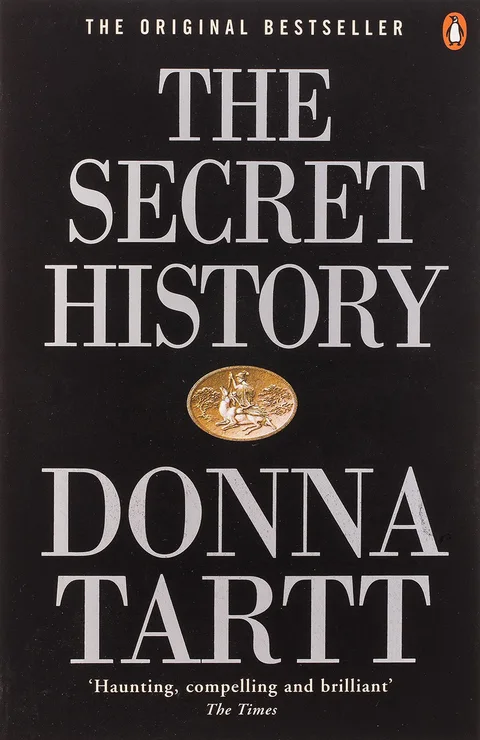 THE ORIGINAL BESTSELLER
THE
SECRET
HISTORY
DONNA
TARTT
‘Haunting, compelling and brilliant’
The Times